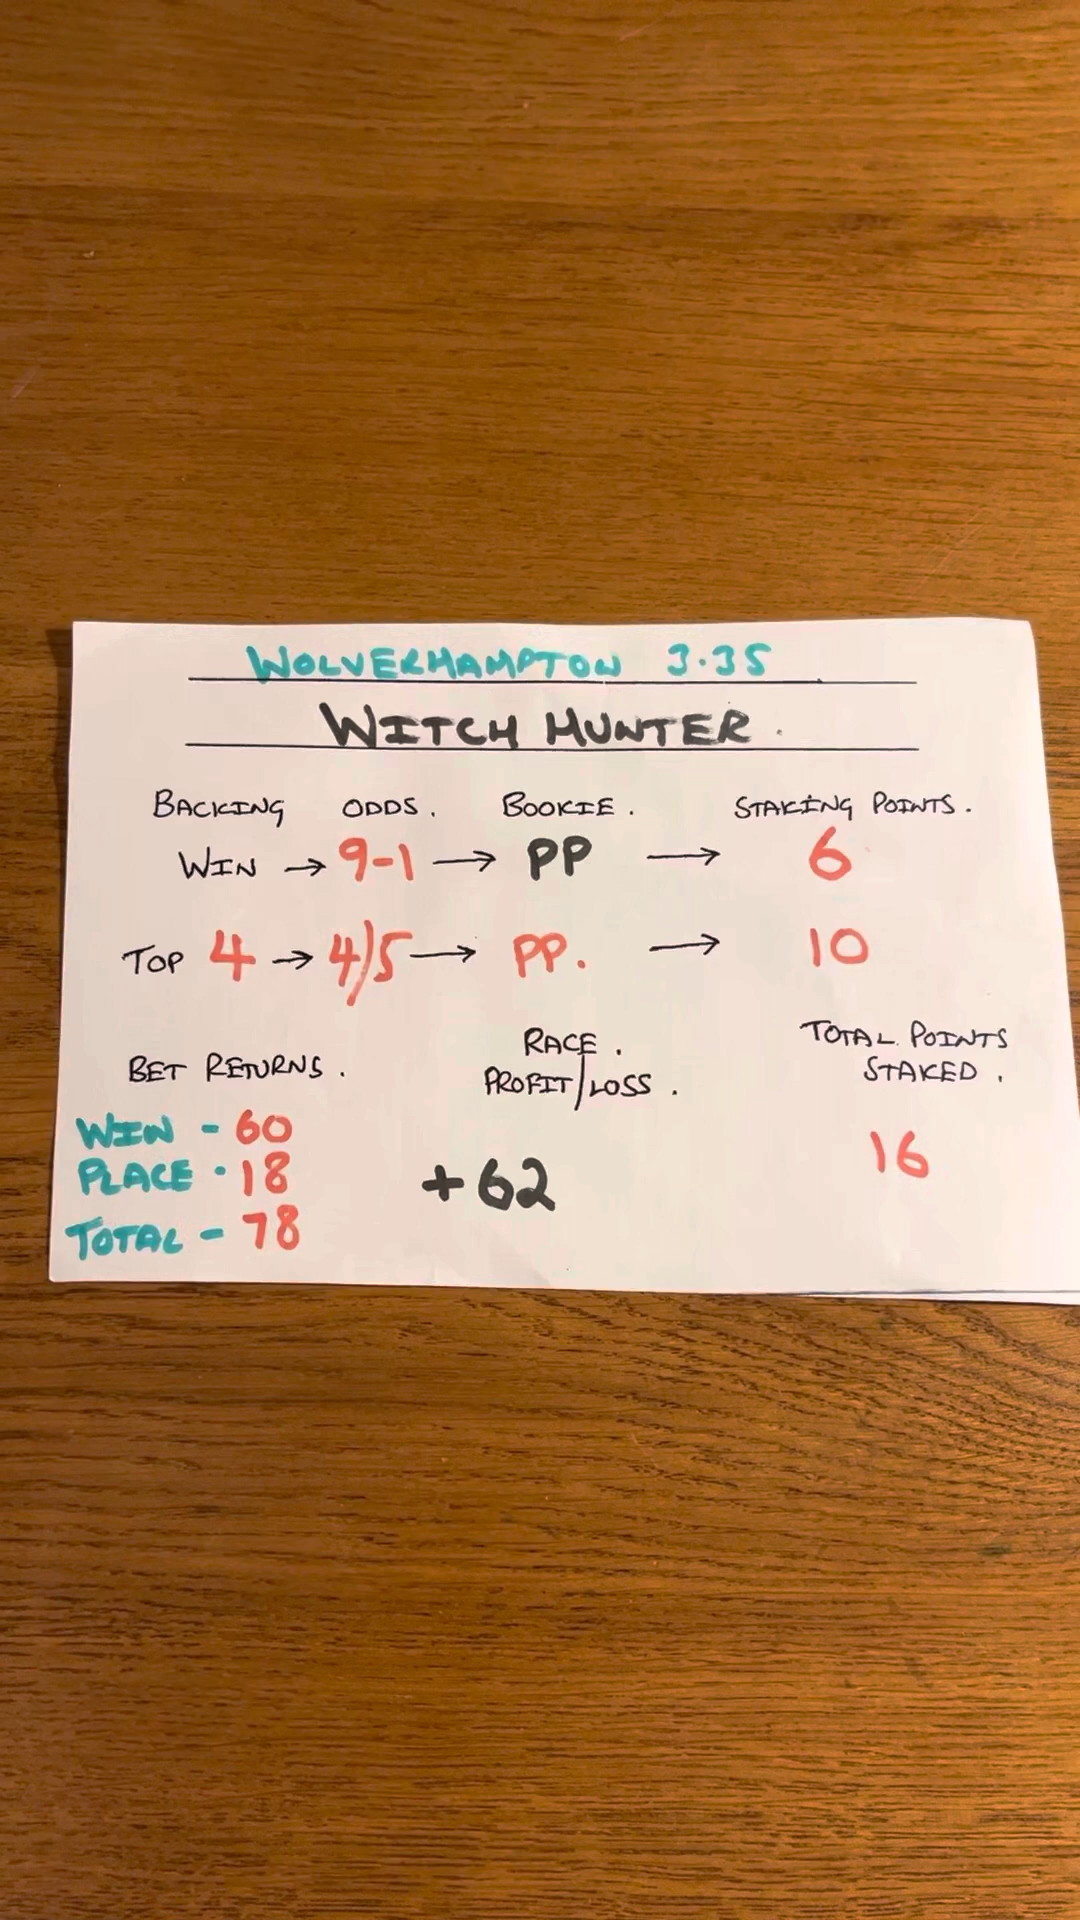 WOLVERHAMPTON 3.35
WITCH HUNTER.
BACKING ODDS. BOOKIE. STAKING POINTS.
WIN → 9-1 → PP → 6
TOP 4 → 4/5 → PP. → 10
BET RETURNS. RACE. PROFIT/LOSS. TOTAL POINTS STAKED.
WIN - 60
PLACE - 18
TOTAL - 78
+62
16